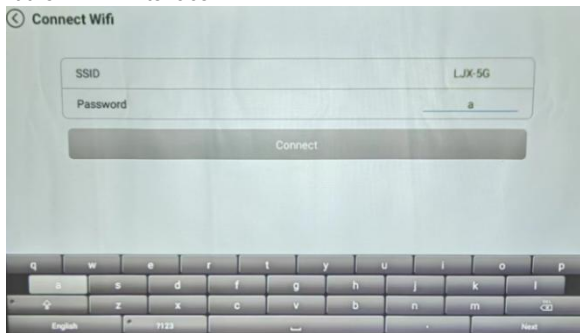 Connect Wifi
SSID LJX-5G
Password a
Connect
q w e r t y u i o p
a s d f g h j k l
z x c v b n m
English ?123 . Next